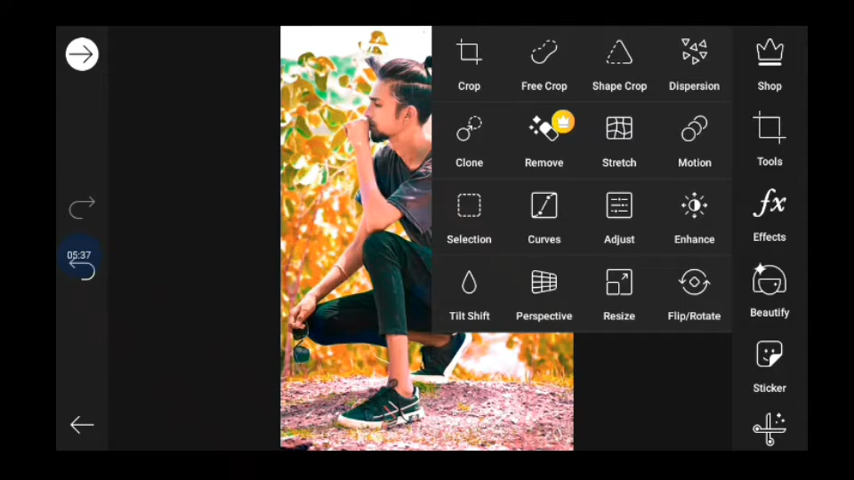 Crop Free Crop Shape Crop Dispersion Shop
Clone Remove Stretch Motion Tools
Selection Curves Adjust Enhance Effects
05:37
Tilt Shift Perspective Resize Flip/Rotate Beautify
Sticker